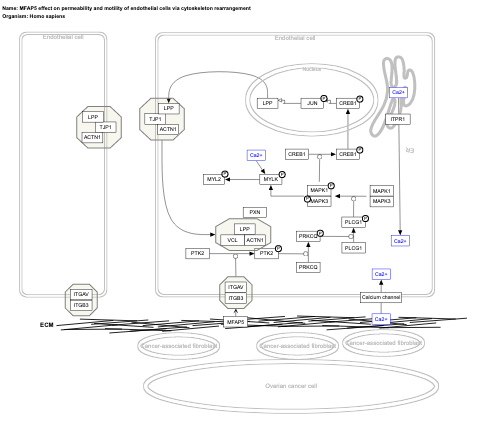 Name: MFAP5 effect on permeability and motility of endothelial cells via cytoskeleton rearrangement
Organism: Homo sapiens
Endothelial cell
Endothelial cell
Nucleus
LPP
JUN
P
CREB1
P
Ca2+
LPP
TJP1
ACTN1
LPP
TJP1
ACTN1
ITPR1
ER
Ca2+
CREB1
CREB1
P
MYL2
P
MYLK
P
MAPK1
P
MAPK3
P
MAPK1
MAPK3
PXN
LPP
VCL
ACTN1
PLCG1
P
PRKCQ
P
PLCG1
PTK2
PTK2
P
PRKCQ
Ca2+
Ca2+
ITGAV
ITGB3
ITGAV
ITGB3
Calcium channel
ECM
MFAP5
Ca2+
Cancer-associated fibroblast
Cancer-associated fibroblast
Cancer-associated fibroblast
Ovarian cancer cell